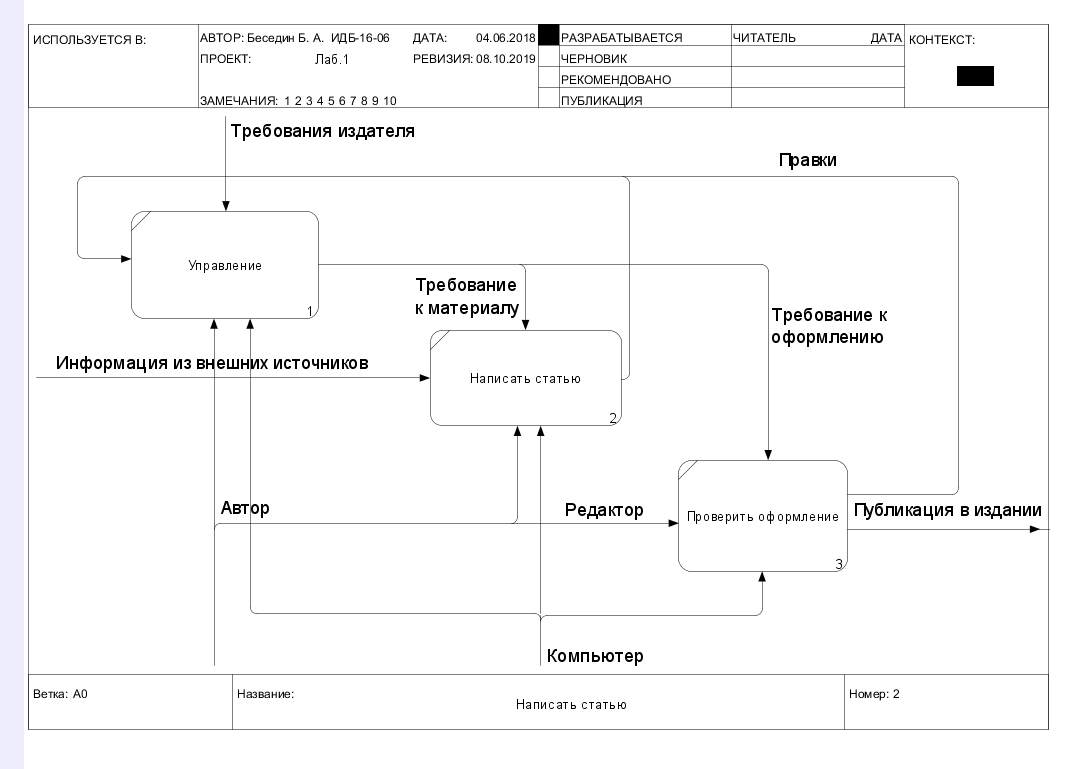 ИСПОЛЬЗУЕТСЯ В:
АВТОР: Беседин Б. А. ИДБ-16-06
ДАТА: 04.06.2018
ПРОЕКТ: Лаб.1
РЕВИЗИЯ: 08.10.2019
ЗАМЕЧАНИЯ: 1 2 3 4 5 6 7 8 9 10
РАЗРАБАТЫВАЕТСЯ
ЧЕРНОВИК
РЕКОМЕНДОВАНО
ПУБЛИКАЦИЯ
ЧИТАТЕЛЬ
ДАТА
КОНТЕКСТ:
Требования издателя
Правки
Управление
1
Требование
к материалу
Требование к
оформлению
Информация из внешних источников
Написать статью
2
Автор
Редактор
Проверить оформление
3
Публикация в издании
Компьютер
Ветка: A0
Название:
Написать статью
Номер: 2